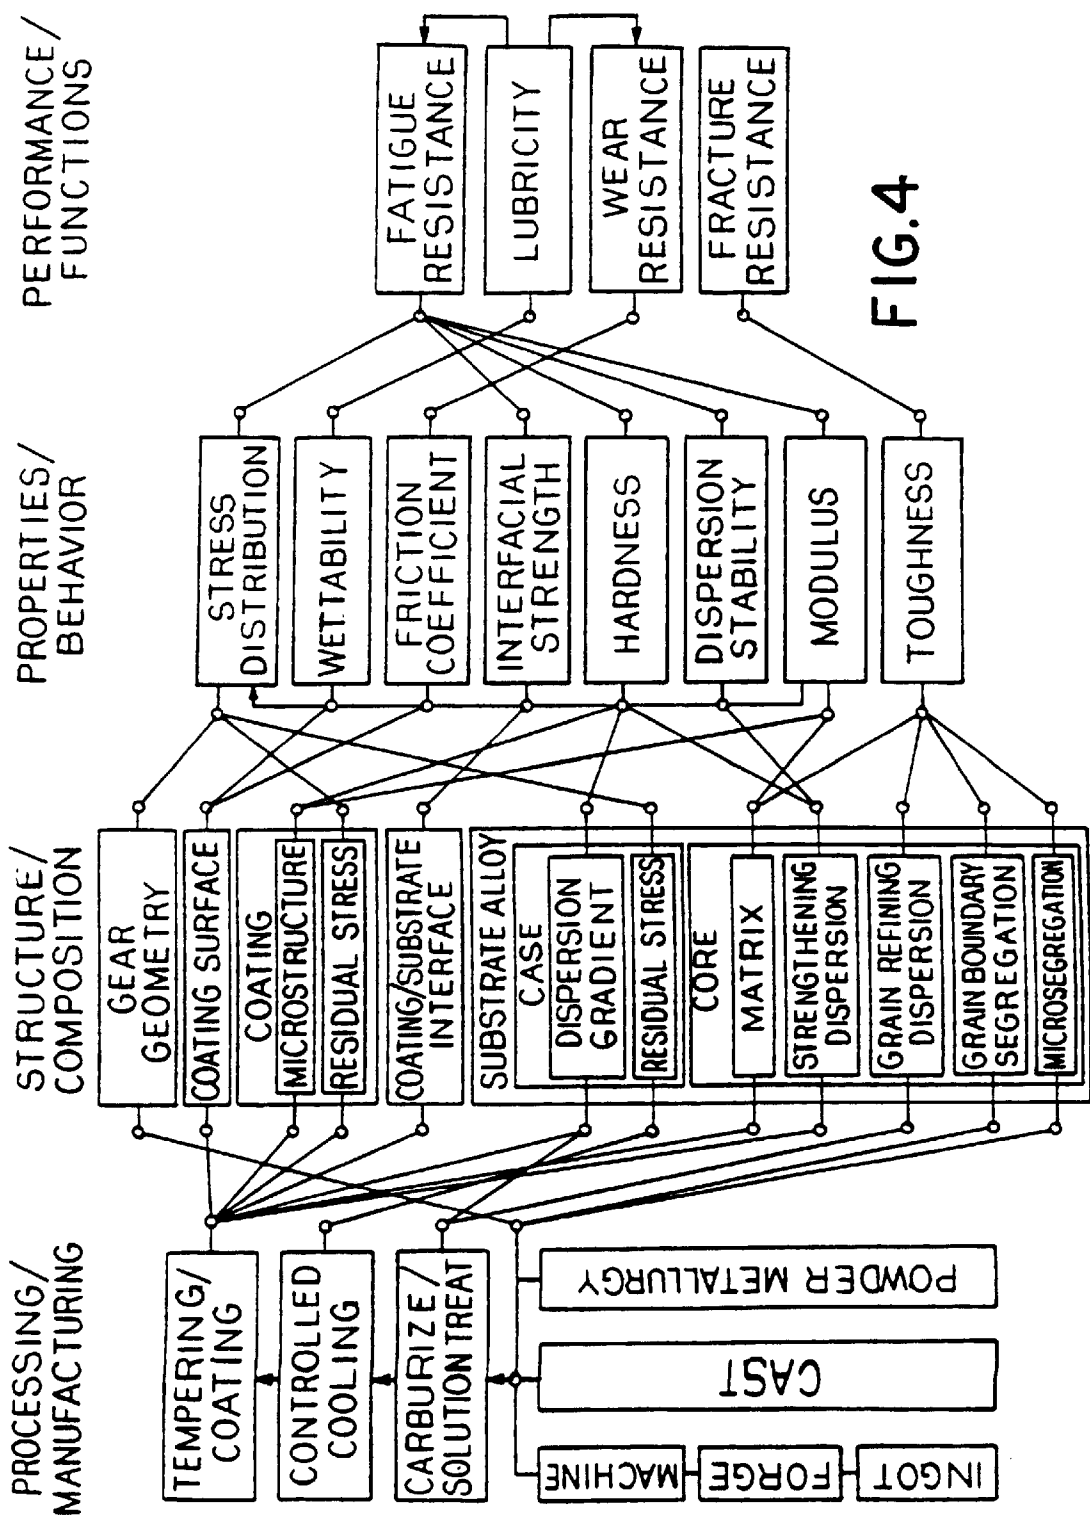 PROCESSING/
MANUFACTURING
TEMPERING/
COATING
CONTROLLED
COOLING
CARBURIZE/
SOLUTION TREAT
MACHINE
FORGE
INGOT
CAST
POWDER METALLURGY
STRUCTURE/
COMPOSITION
GEAR
GEOMETRY
COATING SURFACE
COATING
MICROSTRUCTURE
RESIDUAL STRESS
COATING/SUBSTRATE
INTERFACE
SUBSTRATE ALLOY
CASE
DISPERSION
GRADIENT
RESIDUAL STRESS
CORE
MATRIX
STRENGTHENING
DISPERSION
GRAIN REFINING
DISPERSION
GRAIN BOUNDARY
SEGREGATION
MICROSEGREGATION
PROPERTIES/
BEHAVIOR
STRESS
DISTRIBUTION
WETTABILITY
FRICTION
COEFFICIENT
INTERFACIAL
STRENGTH
HARDNESS
DISPERSION
STABILITY
MODULUS
TOUGHNESS
PERFORMANCE/
FUNCTIONS
FATIGUE
RESISTANCE
LUBRICITY
WEAR
RESISTANCE
FRACTURE
RESISTANCE
FIG.4